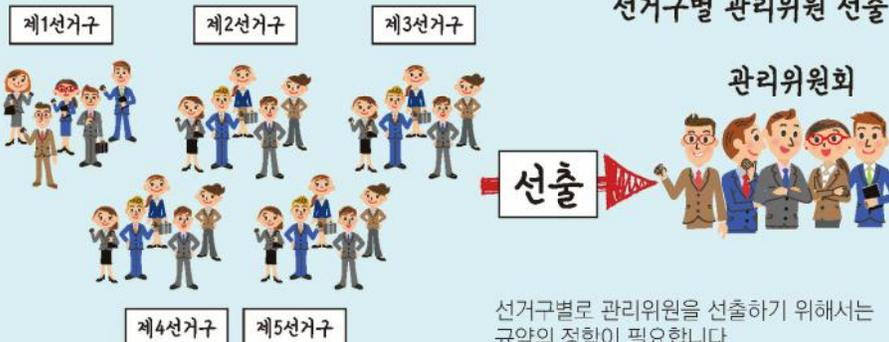 선거구별 관리위원 선출
제1선거구
제2선거구
제3선거구
관리위원회
선출
제4선거구
제5선거구
선거구별로 관리위원을 선출하기 위해서는
규약의 정함이 필요합니다